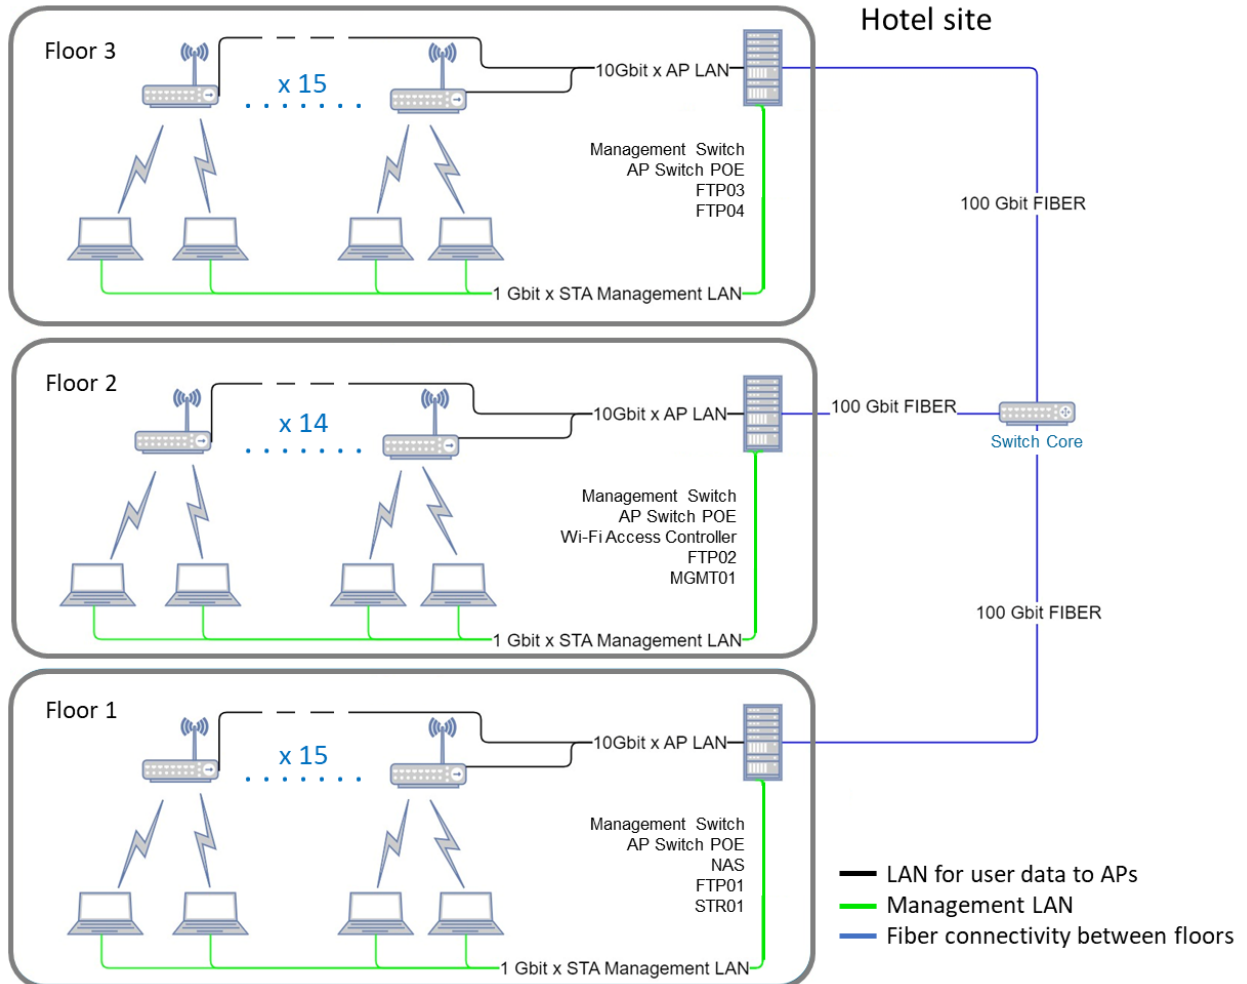 Hotel site
Floor 3
x 15
10Gbit x AP LAN
Management Switch
AP Switch POE
FTP03
FTP04
1 Gbit x STA Management LAN
100 Gbit FIBER
Floor 2
x 14
10Gbit x AP LAN
100 Gbit FIBER
Switch Core
Management Switch
AP Switch POE
Wi-Fi Access Controller
FTP02
MGMT01
1 Gbit x STA Management LAN
100 Gbit FIBER
Floor 1
x 15
10Gbit x AP LAN
Management Switch
AP Switch POE
NAS
FTP01
STR01
1 Gbit x STA Management LAN
LAN for user data to APs
Management LAN
Fiber connectivity between floors